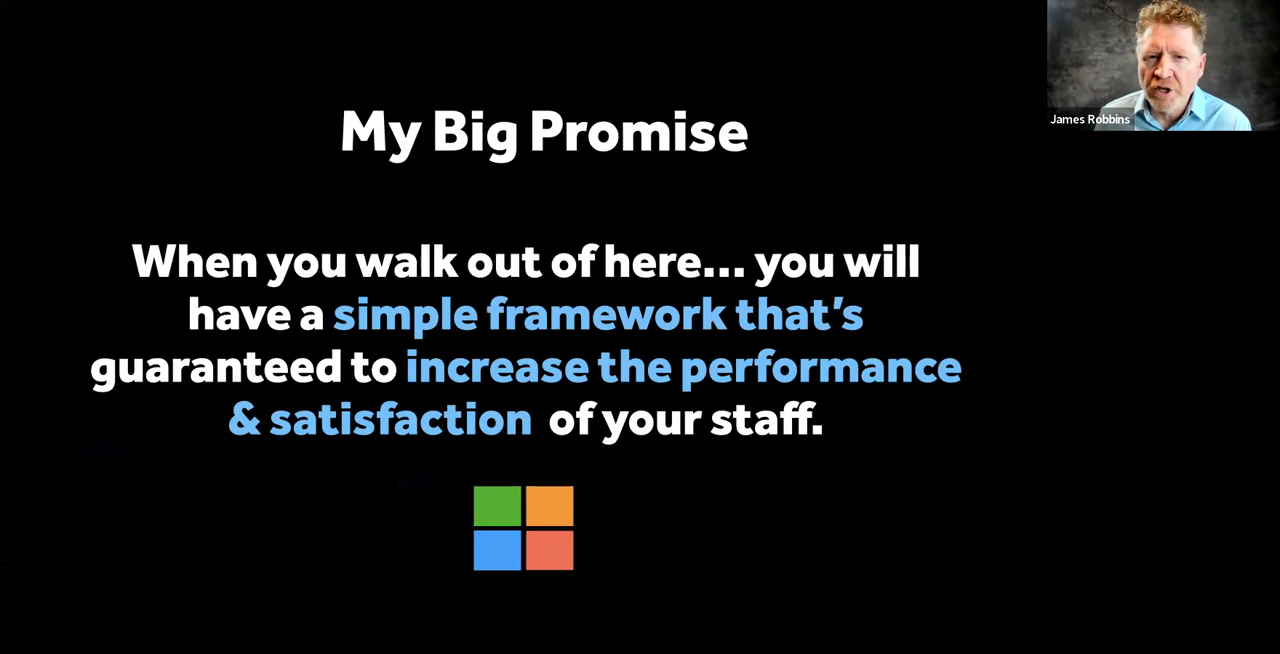 My Big Promise
James Robbins
When you walk out of here... you will
have a simple framework that's
guaranteed to increase the performance
& satisfaction of your staff.